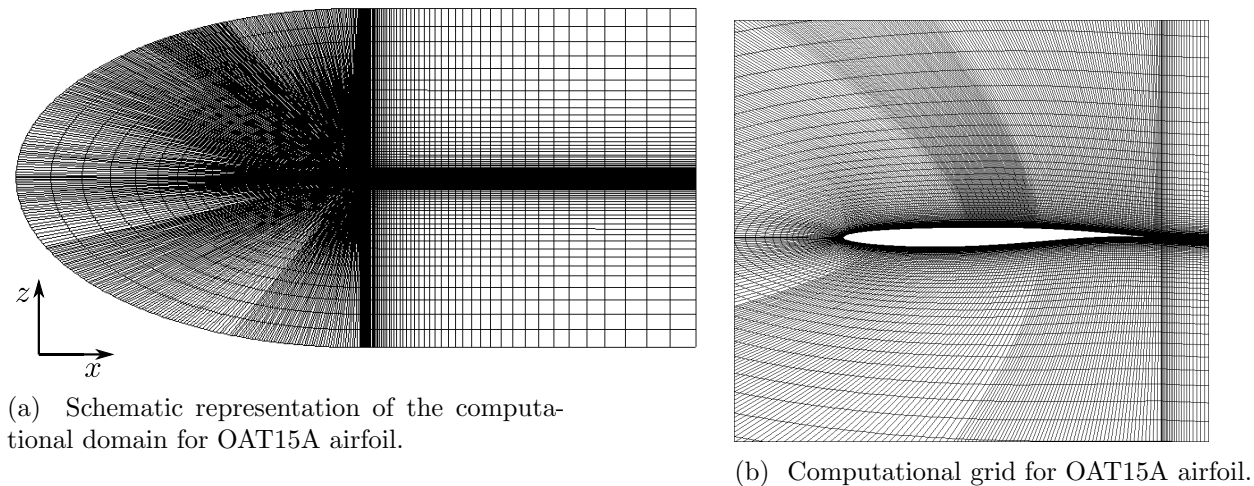 z
x
(a) Schematic representation of the computa-
tional domain for OAT15A airfoil.
(b) Computational grid for OAT15A airfoil.